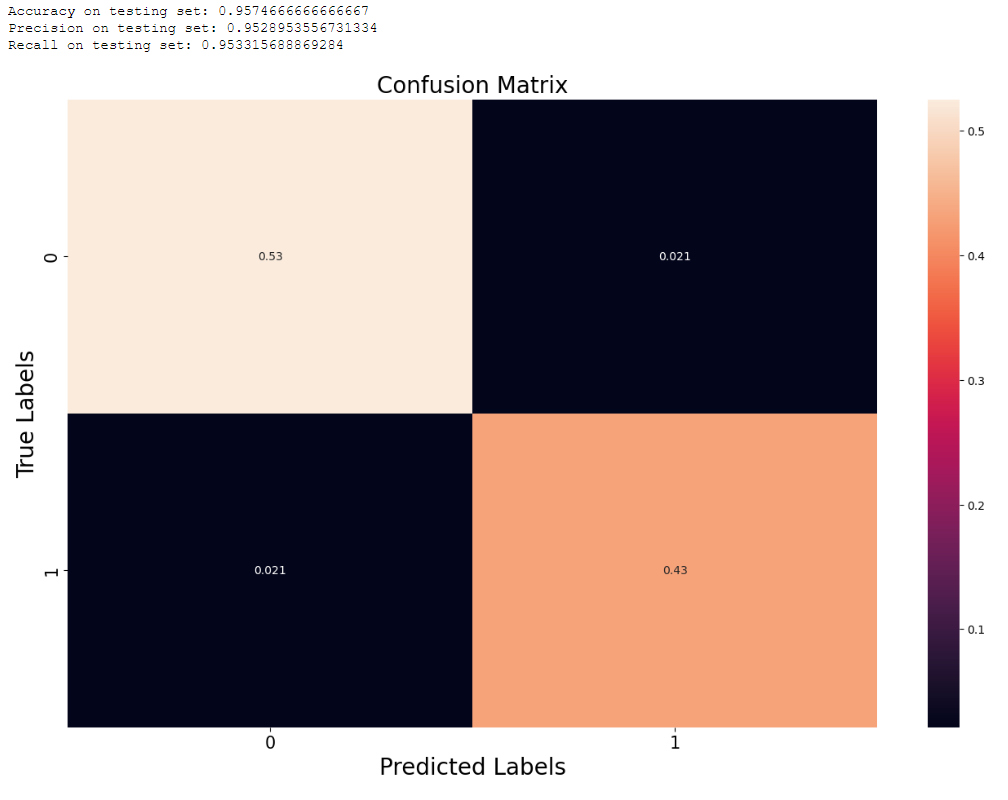 Accuracy on testing set: 0.9574666666666667
Precision on testing set: 0.9528953556731334
Recall on testing set: 0.953315688869284
Confusion Matrix
0.53
0.021
0.021
0.43
0
1
True Labels
0
1
Predicted Labels
0.5
0.4
0.3
0.2
0.1